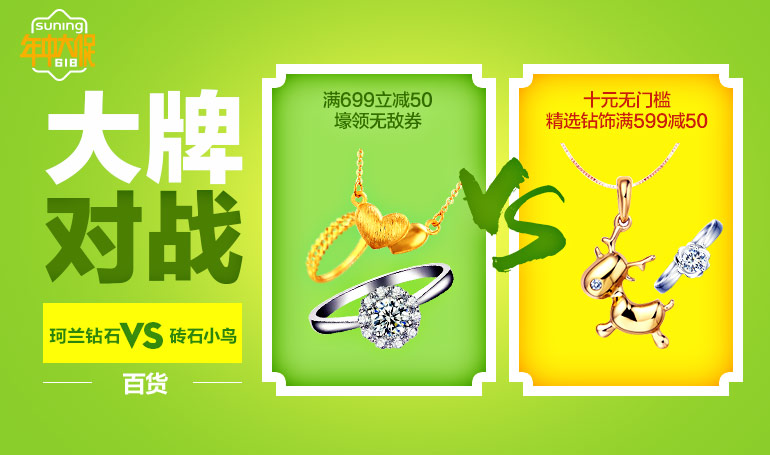 suning
年中大促
618
大牌
对战
珂兰钻石VS砖石小鸟
百货
满699立减50
壕领无敌券
VS
十元无门槛
精选钻饰满599减50